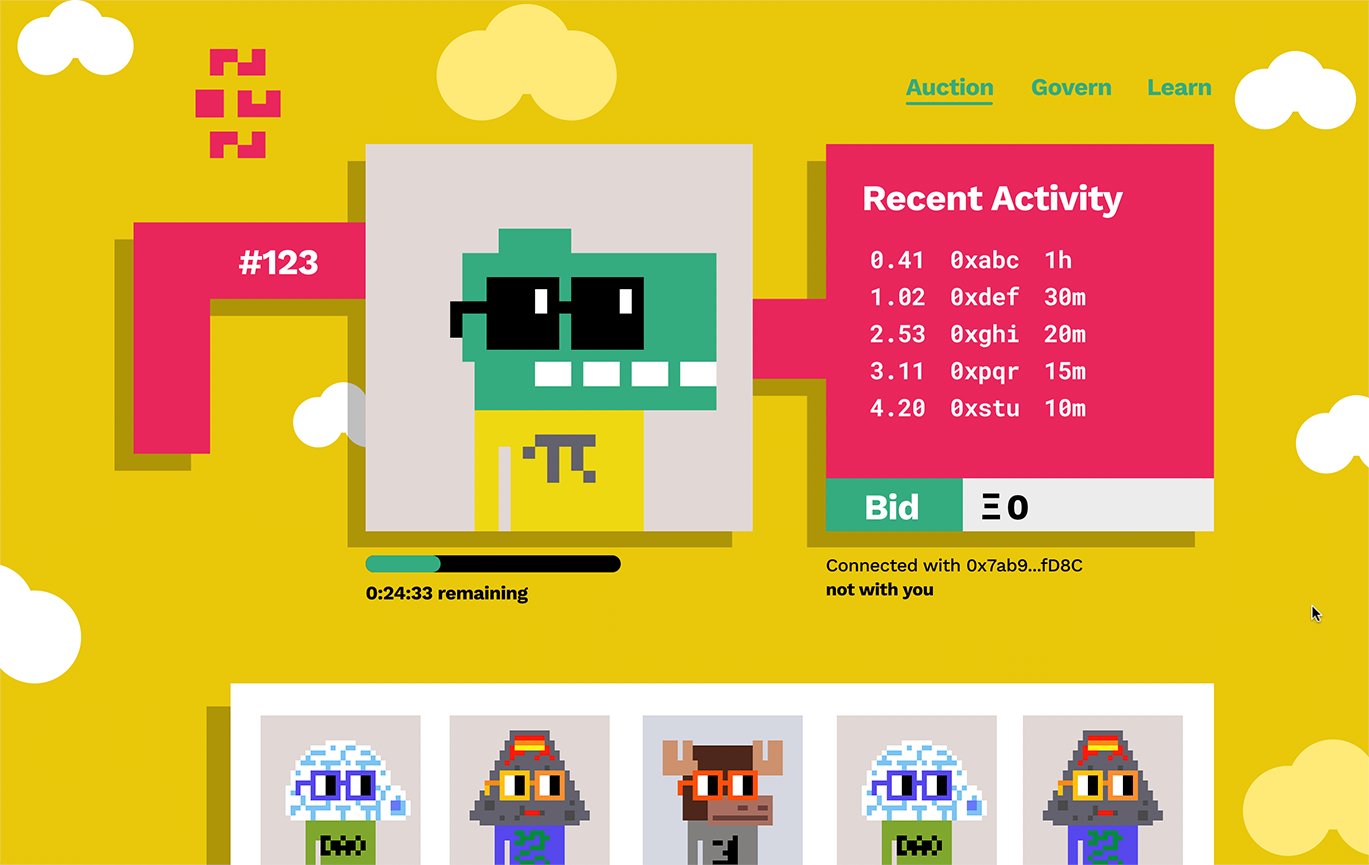 Auction Govern Learn
#123
Recent Activity
0.41 0xabc 1h
1.02 0xdef 30m
2.53 0xghi 20m
3.11 0xpqr 15m
4.20 0xstu 10m
Bid Ξ 0
0:24:33 remaining
Connected with 0x7ab9...fD8C
not with you